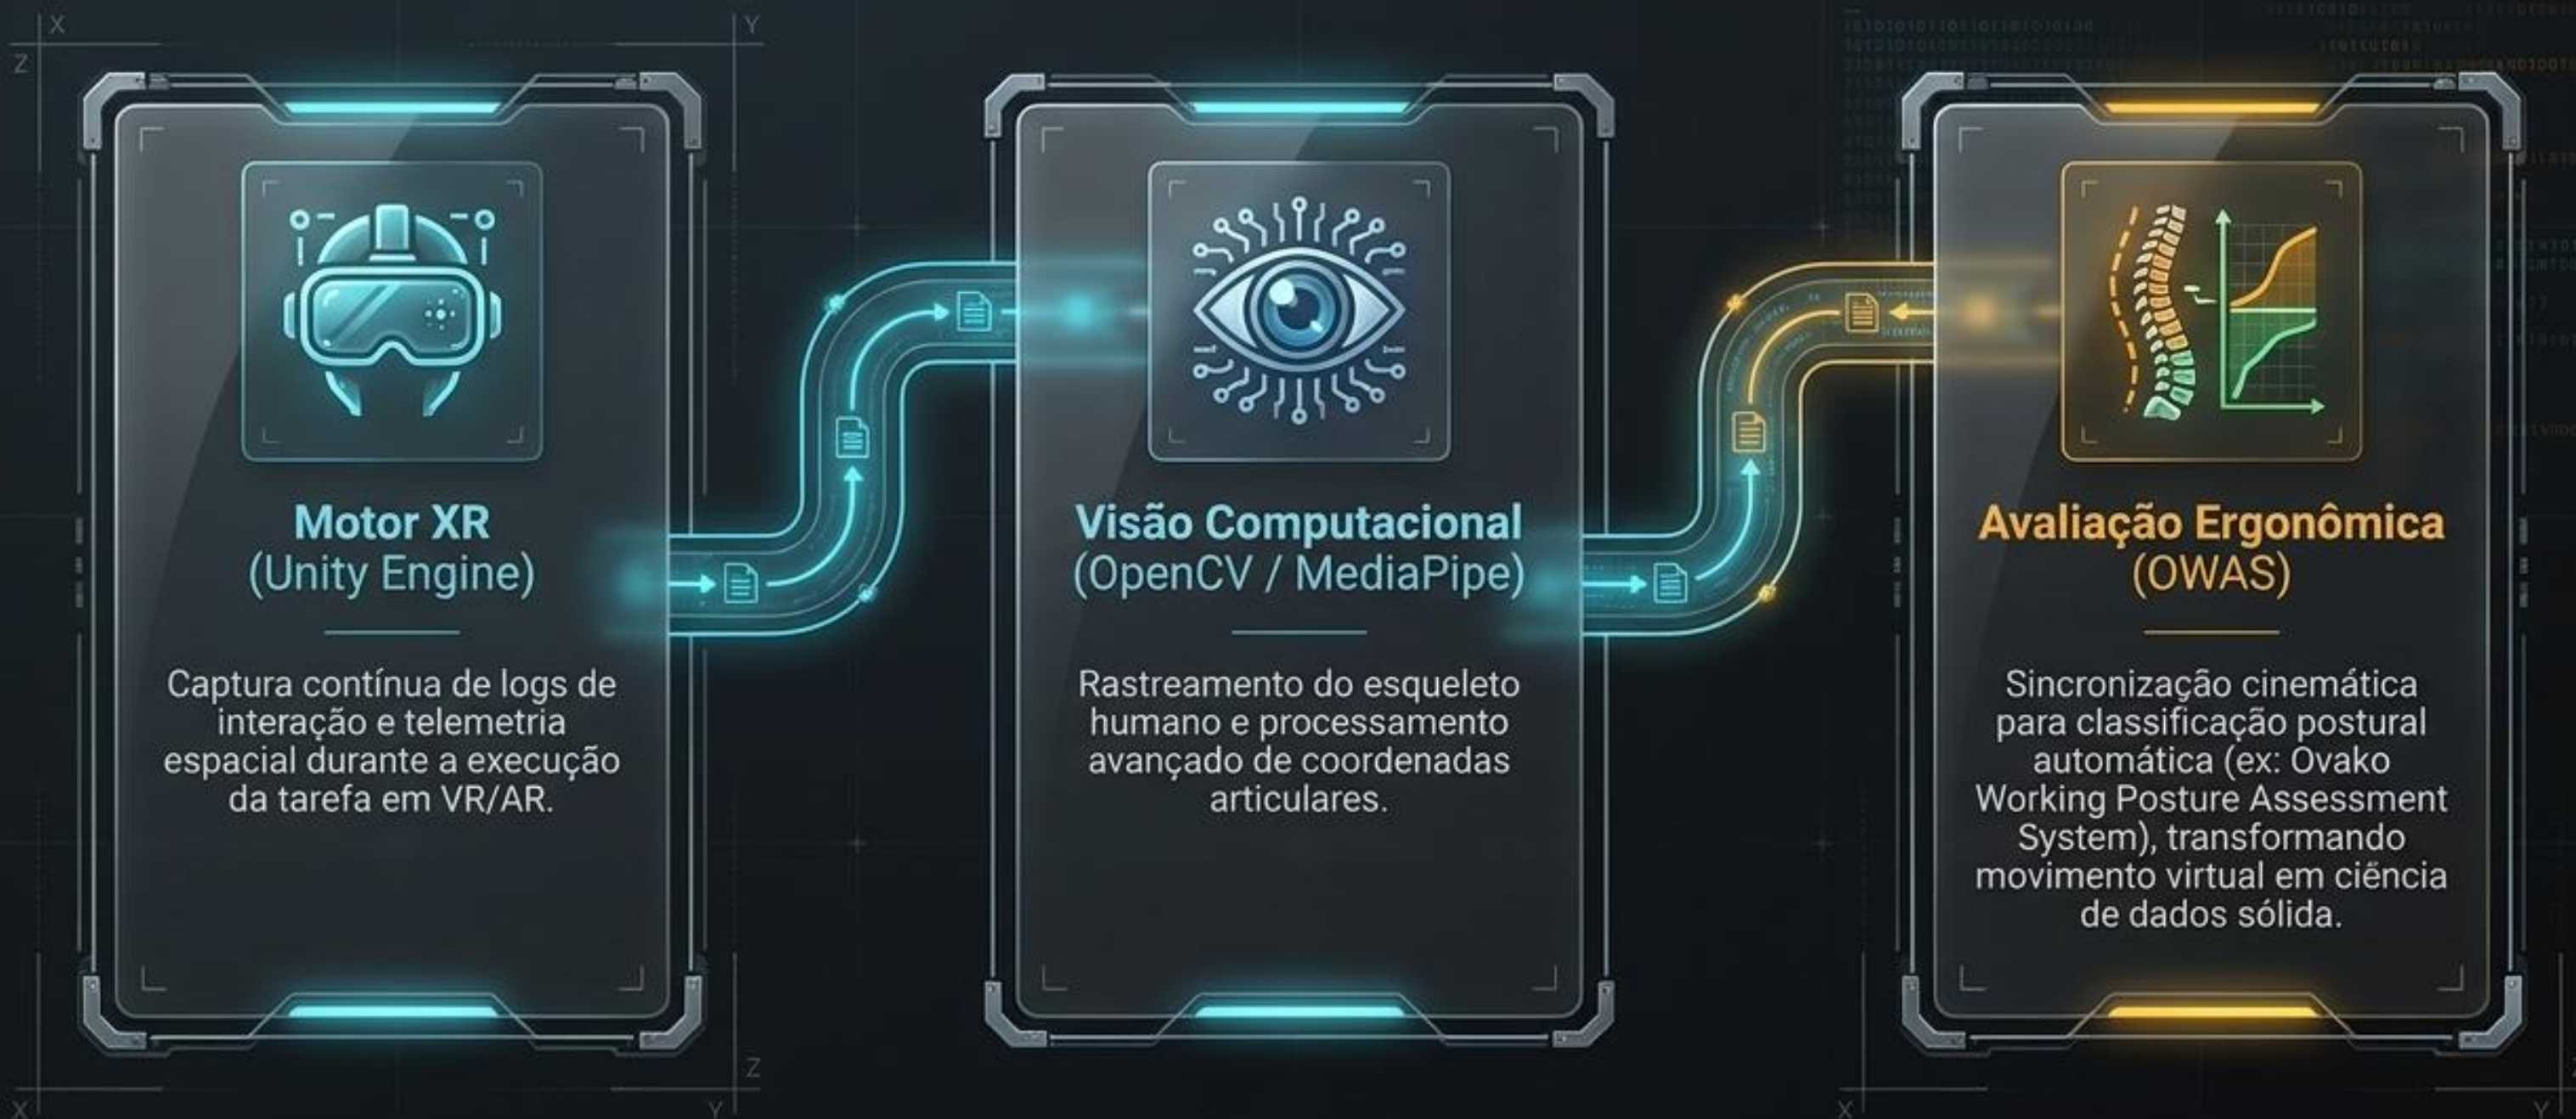 X
Y
Z
Motor XR
(Unity Engine)
Captura contínua de logs de
interação e telemetria
espacial durante a execução
da tarefa em VR/AR.
Visão Computacional
(OpenCV / MediaPipe)
Rastreamento do esqueleto
humano e processamento
avançado de coordenadas
articulares.
Avaliação Ergonômica
(OWAS)
Sincronização cinemática
para classificação postural
automática (ex: Ovako
Working Posture Assessment
System), transformando
movimento virtual em ciência
de dados sólida.
Z
X
Y
X
Y